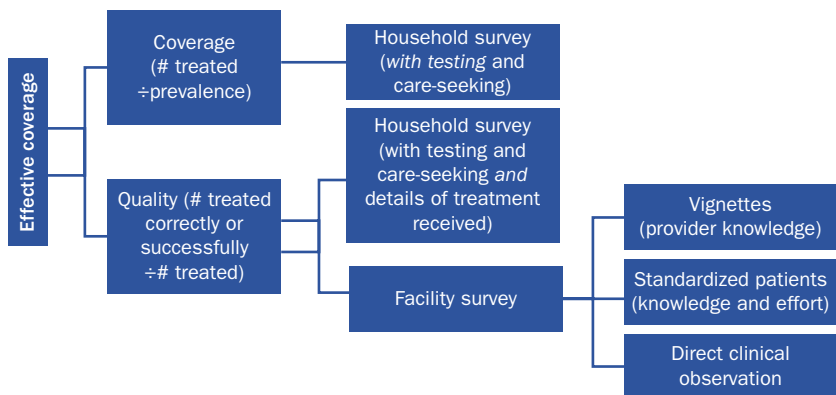 Effective coverage
Coverage
(# treated
÷prevalence)
Household survey
(with testing and
care-seeking)
Household survey
(with testing and
care-seeking and
details of treatment
received)
Quality (# treated
correctly or
successfully
÷# treated)
Facility survey
Vignettes
(provider knowledge)
Standardized patients
(knowledge and effort)
Direct clinical
observation